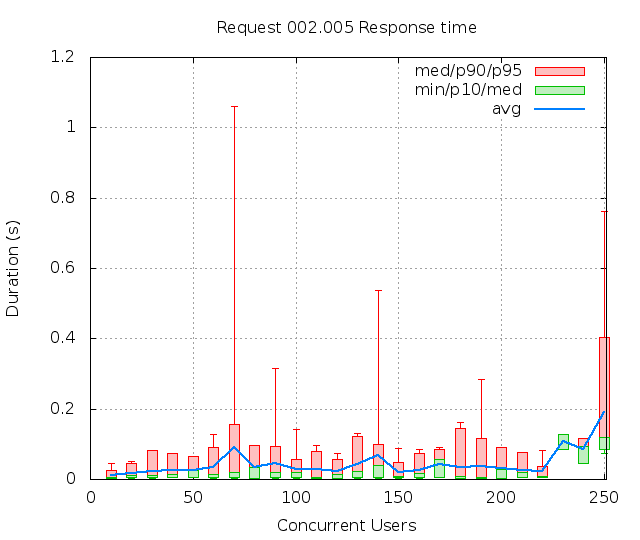 Request 002.005 Response time
med/p90/p95
min/p10/med
avg
Duration (s)
1.2
1
0.8
0.6
0.4
0.2
0
0 50 100 150 200 250
Concurrent Users